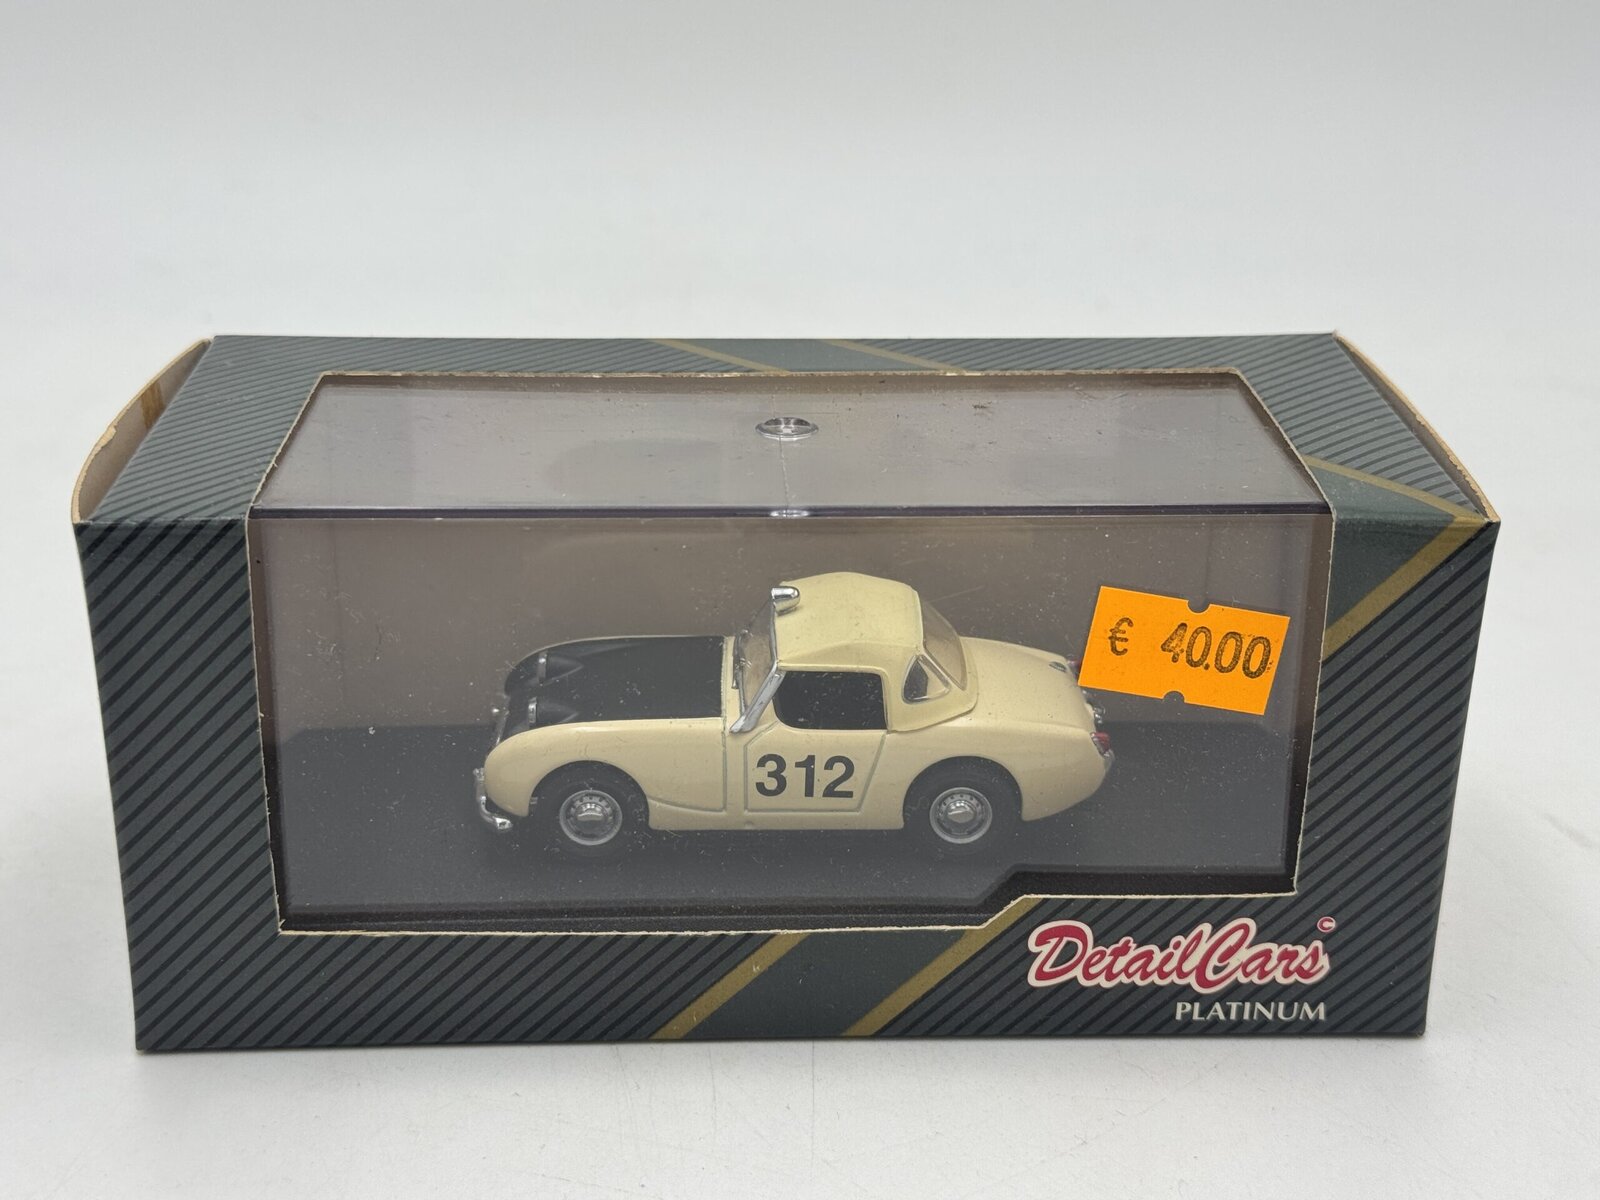 € 40.00
312
DetailCars©
PLATINUM